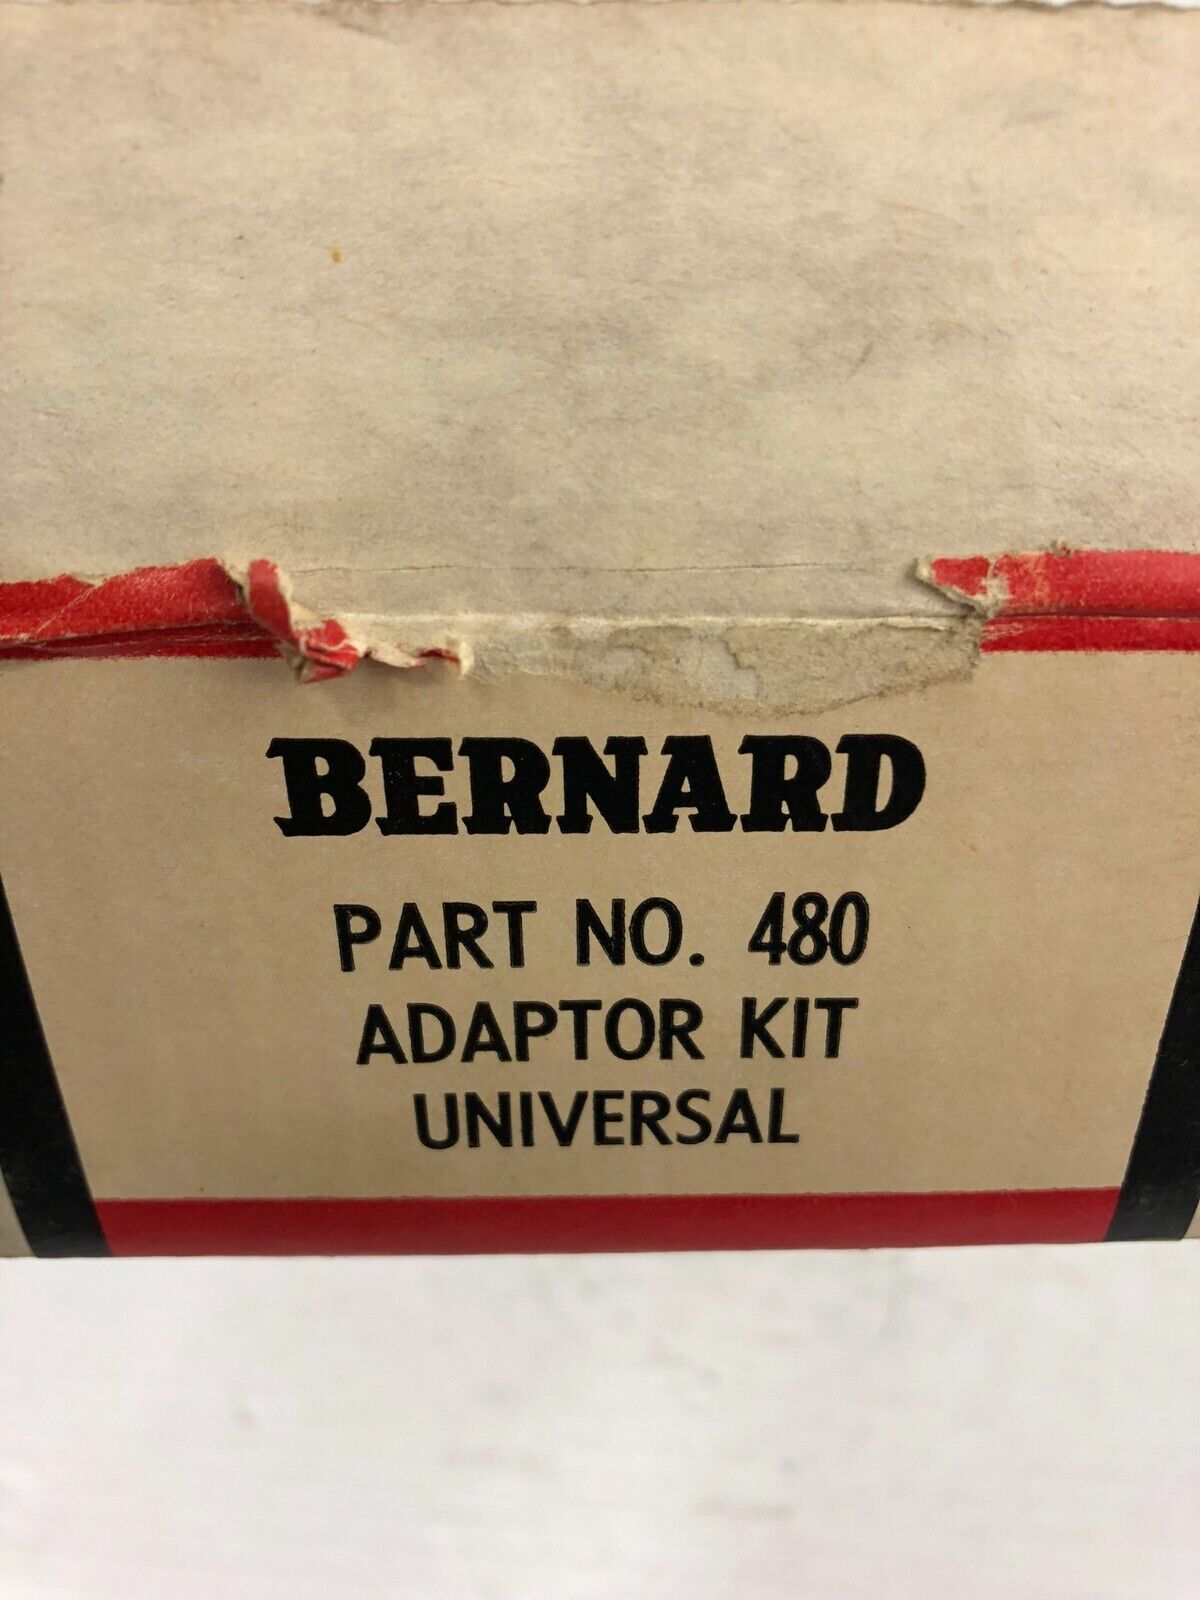 BERNARD
PART NO. 480
ADAPTOR KIT
UNIVERSAL